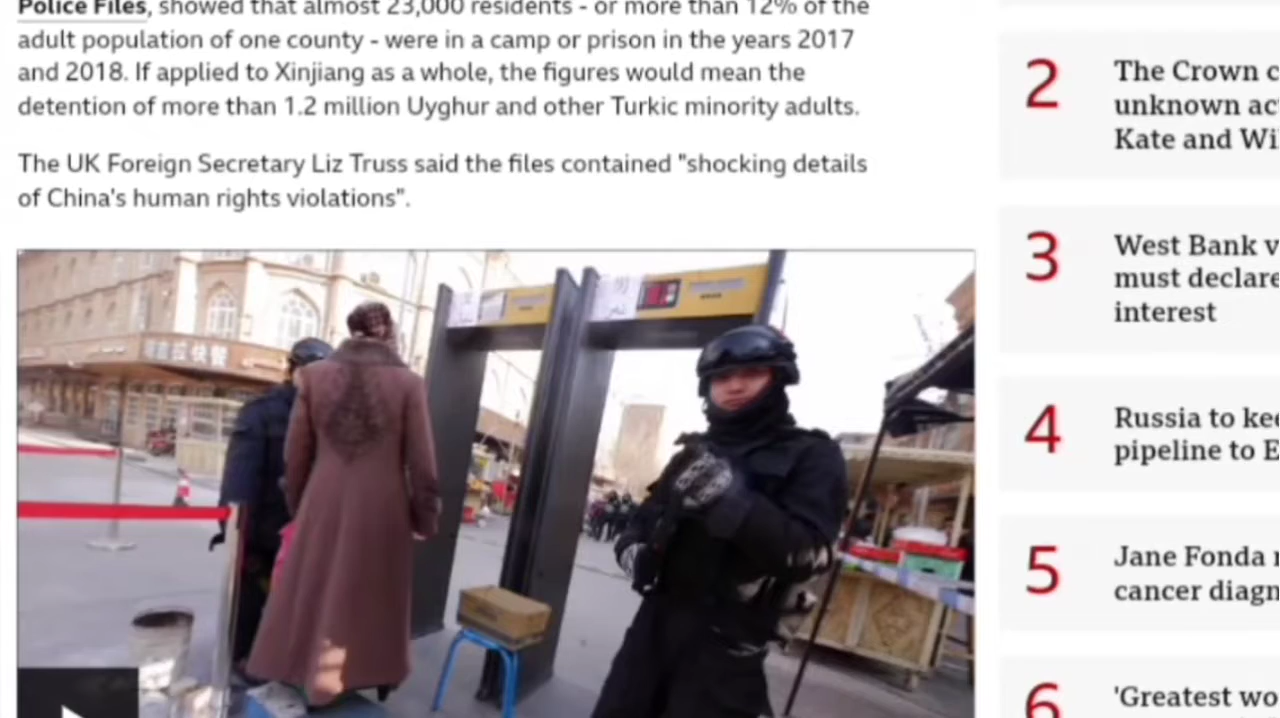 Police Files, showed that almost 23,000 residents - or more than 12% of the
adult population of one county - were in a camp or prison in the years 2017
and 2018. If applied to Xinjiang as a whole, the figures would mean the
detention of more than 1.2 million Uyghur and other Turkic minority adults.
The UK Foreign Secretary Liz Truss said the files contained "shocking details
of China's human rights violations".
2
The Crown c
unknown ac
Kate and Wi
3
West Bank v
must declare
interest
4
Russia to kee
pipeline to E
5
Jane Fonda r
cancer diagn
6
'Greatest wo